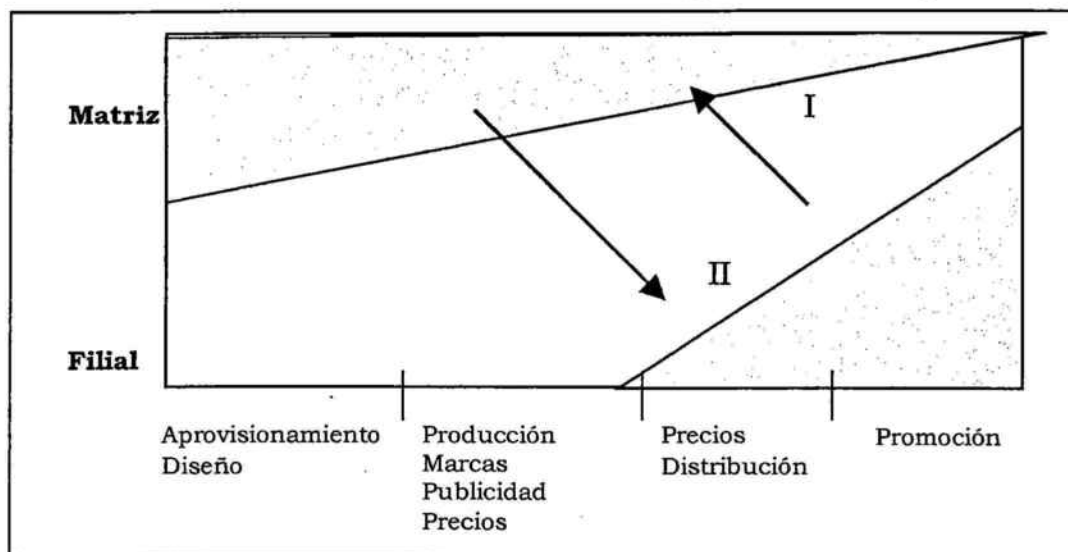 Matriz
I
II
Filial
Aprovisionamiento
Diseño
Producción
Marcas
Publicidad
Precios
Precios
Distribución
Promoción